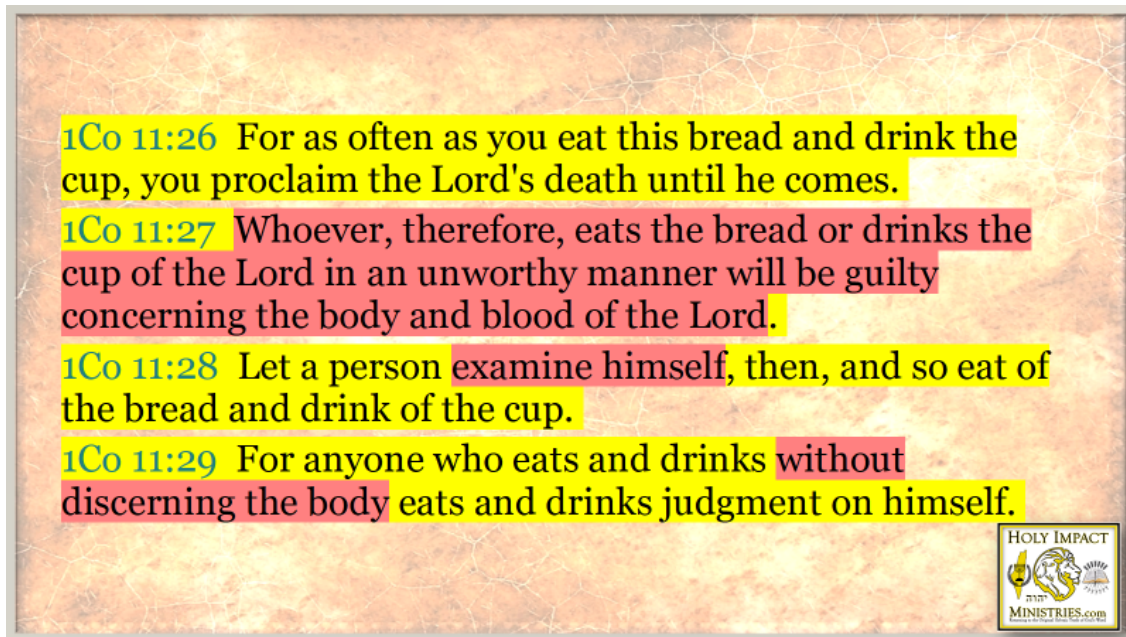 1Co 11:26 For as often as you eat this bread and drink the
cup, you proclaim the Lord's death until he comes.
1Co 11:27 Whoever, therefore, eats the bread or drinks the
cup of the Lord in an unworthy manner will be guilty
concerning the body and blood of the Lord.
1Co 11:28 Let a person examine himself, then, and so eat of
the bread and drink of the cup.
1Co 11:29 For anyone who eats and drinks without
discerning the body eats and drinks judgment on himself.
HOLY IMPACT
יהוה
MINISTRIES.com